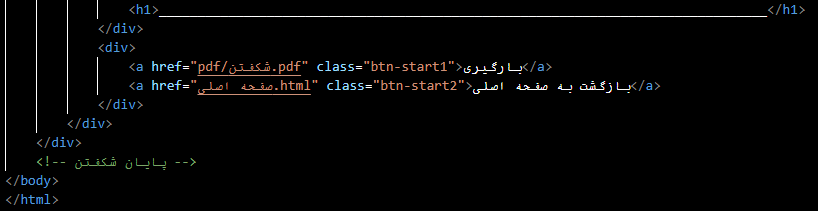 <h1>_________________________________________________________________________________</h1>
</div>
<div>
<a href="pdf/شکفتن.pdf" class="btn-start1">بارگیری</a>
<a href="صفحه اصلی.html" class="btn-start2">بازگشت به صفحه اصلی</a>
</div>
</div>
</div>
<!-- پایان شکفتن -->
</body>
</html>